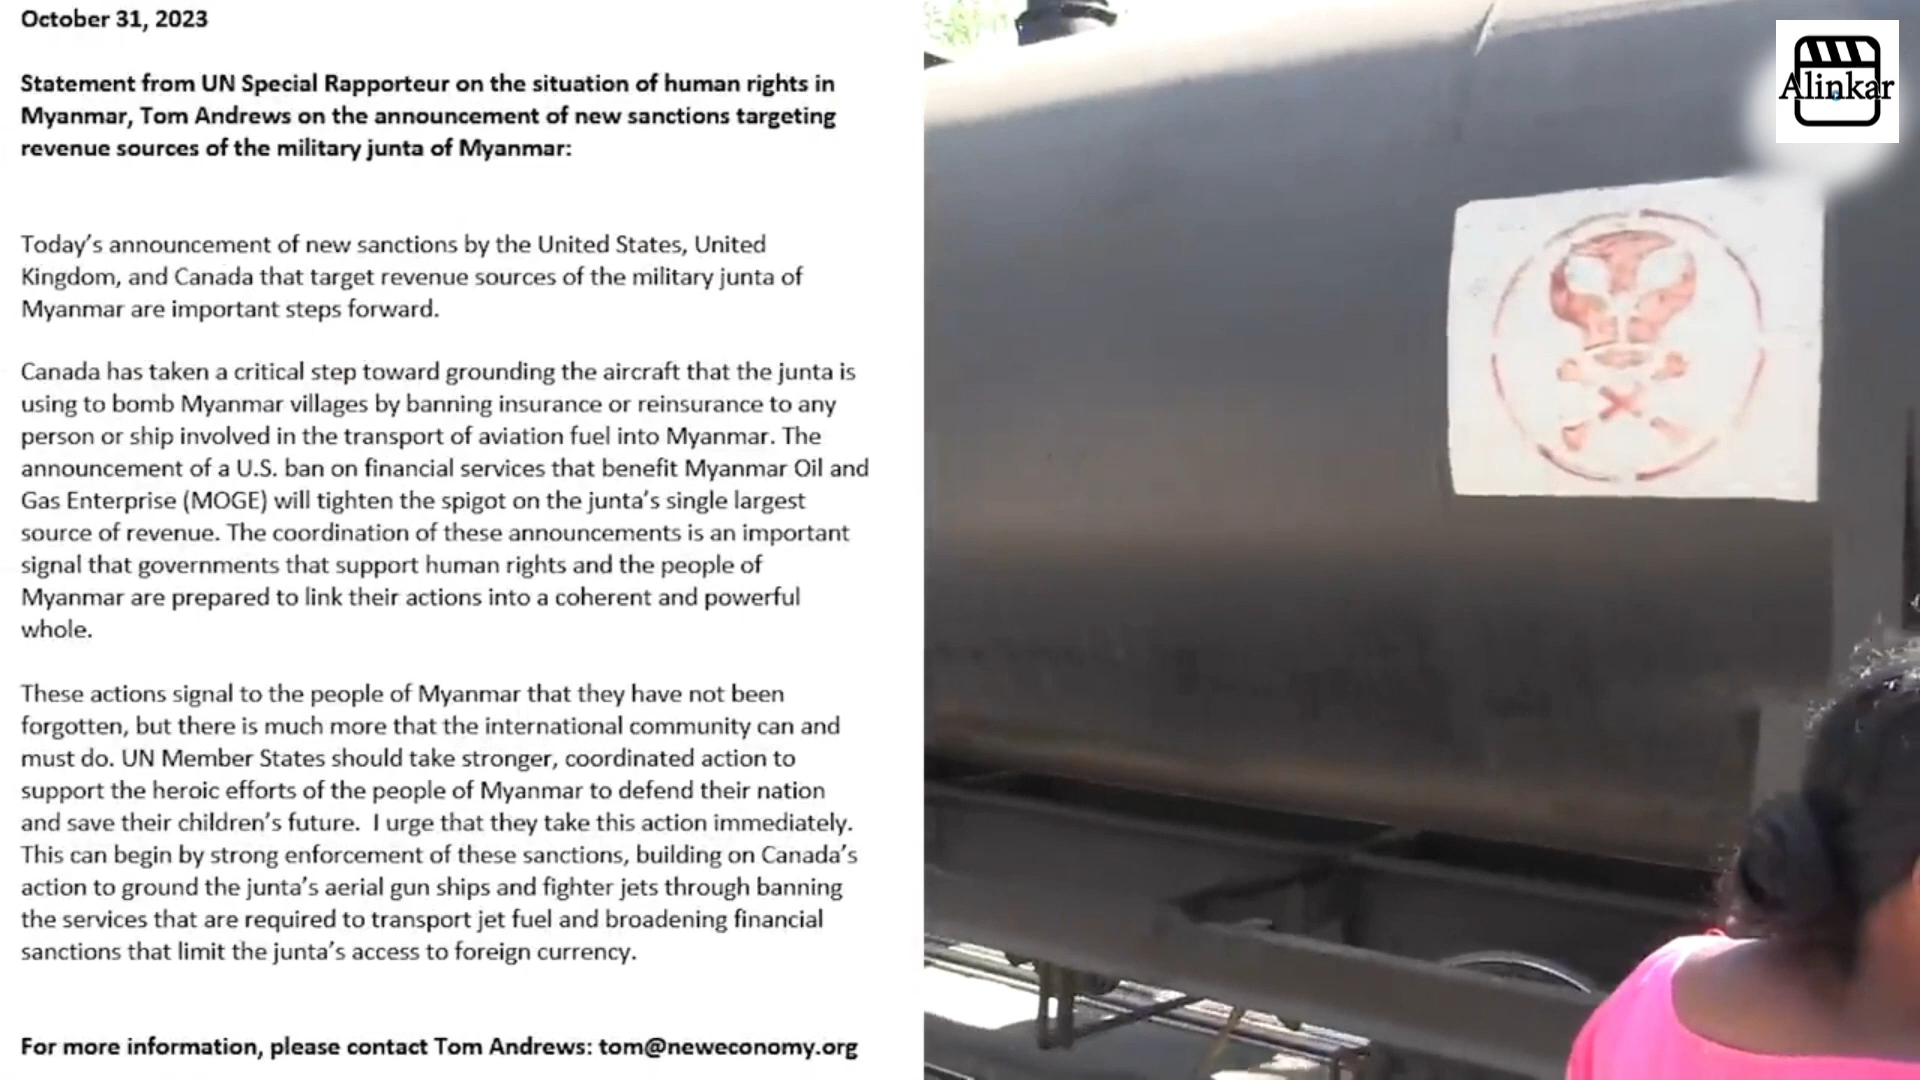 October 31, 2023
Statement from UN Special Rapporteur on the situation of human rights in
Myanmar, Tom Andrews on the announcement of new sanctions targeting
revenue sources of the military junta of Myanmar:
Today's announcement of new sanctions by the United States, United
Kingdom, and Canada that target revenue sources of the military junta of
Myanmar are important steps forward.
Canada has taken a critical step toward grounding the aircraft that the junta is
using to bomb Myanmar villages by banning insurance or reinsurance to any
person or ship involved in the transport of aviation fuel into Myanmar. The
announcement of a U.S. ban on financial services that benefit Myanmar Oil and
Gas Enterprise (MOGE) will tighten the spigot on the junta's single largest
source of revenue. The coordination of these announcements is an important
signal that governments that support human rights and the people of
Myanmar are prepared to link their actions into a coherent and powerful
whole.
These actions signal to the people of Myanmar that they have not been
forgotten, but there is much more that the international community can and
must do. UN Member States should take stronger, coordinated action to
support the heroic efforts of the people of Myanmar to defend their nation
and save their children's future. I urge that they take this action immediately.
This can begin by strong enforcement of these sanctions, building on Canada's
action to ground the junta's aerial gun ships and fighter jets through banning
the services that are required to transport jet fuel and broadening financial
sanctions that limit the junta's access to foreign currency.
For more information, please contact Tom Andrews: tom@neweconomy.org
Alinkar